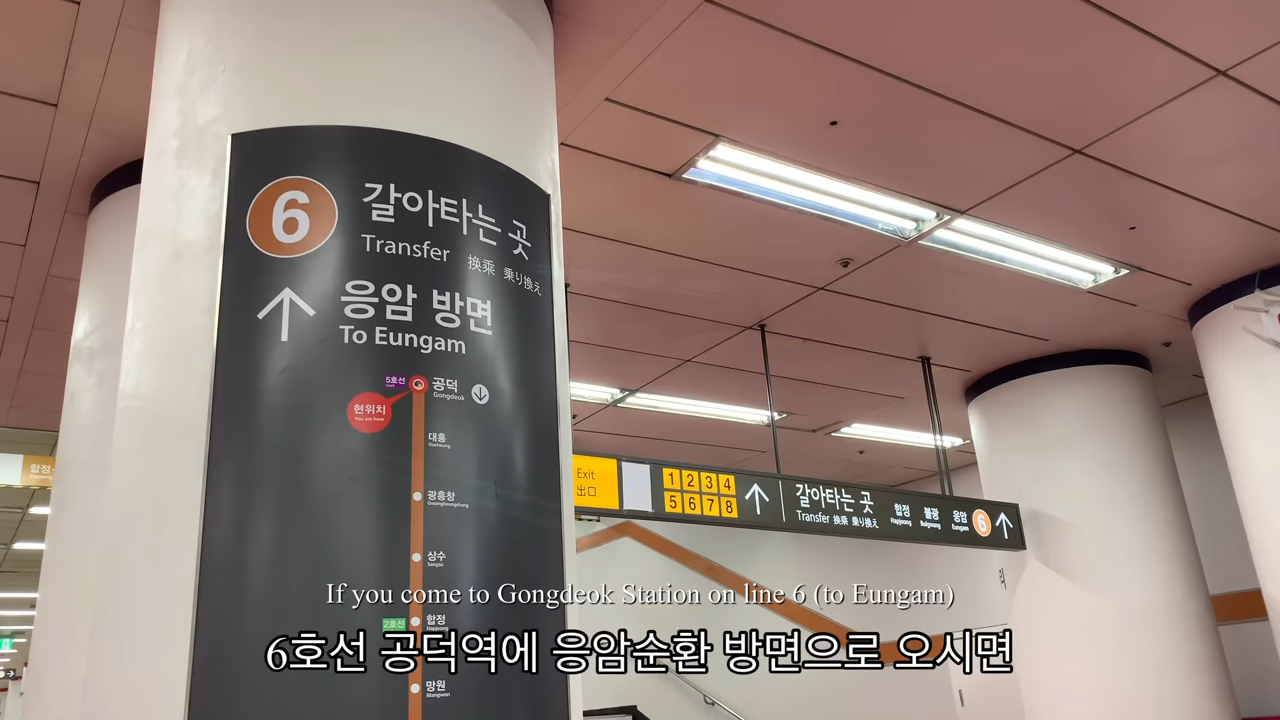 6 갈아타는 곳
Transfer 换乘 乗り換え
↑ 응암 방면
To Eungam
5호선 공덕
Gongdeok
현위치
You are here
대흥
Daeheung
광흥창
Gwangheungchang
상수
Sangsu
2호선 합정
Hapjeong
망원
Mangwon
합정
Exit
出口
1 2 3 4
5 6 7 8
갈아타는 곳
Transfer 换乘 乗り換え
합정 불광 응암 6
Hapjeong Bulgwang Eungam
If you come to Gongdeok Station on line 6 (to Eungam)
6호선 공덕역에 응암순환 방면으로 오시면